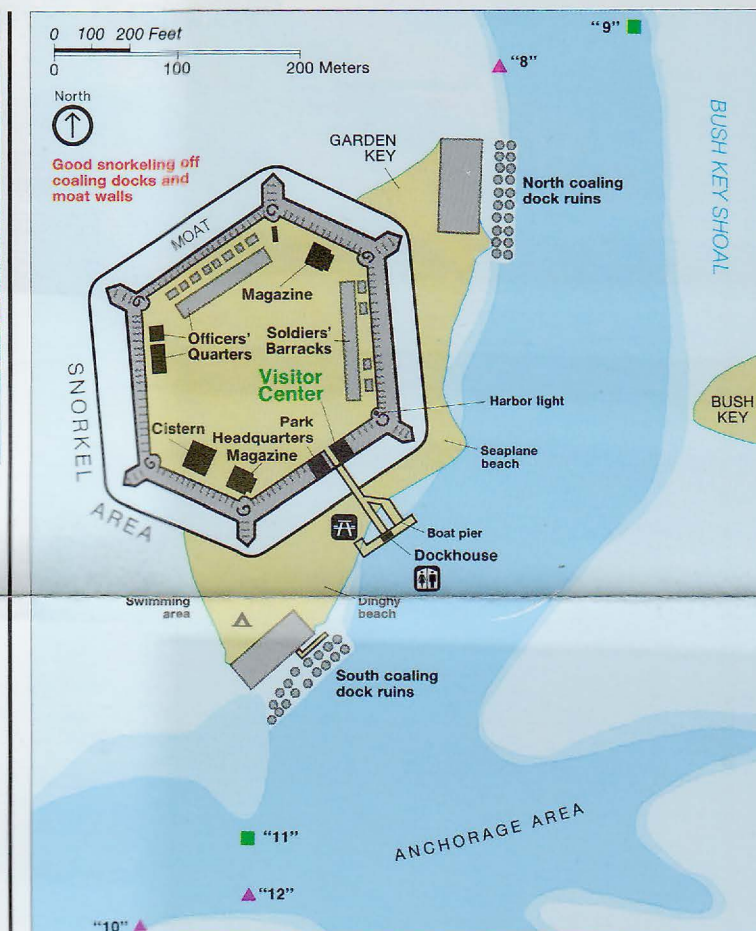 0 100 200 Feet
0 100 200 Meters
North
Good snorkeling off
coaling docks and
moat walls
"9"
"8"
BUSH KEY SHOAL
GARDEN
KEY
North coaling
dock ruins
MOAT
Magazine
Officers'
Quarters
Soldiers'
Barracks
Visitor
Center
SNORKEL
AREA
Harbor light
BUSH
KEY
Cistern
Park
Headquarters
Magazine
Seaplane
beach
Boat pier
Dockhouse
Swimming
area
Dinghy
beach
South coaling
dock ruins
ANCHORAGE AREA
"11"
"12"
"10"